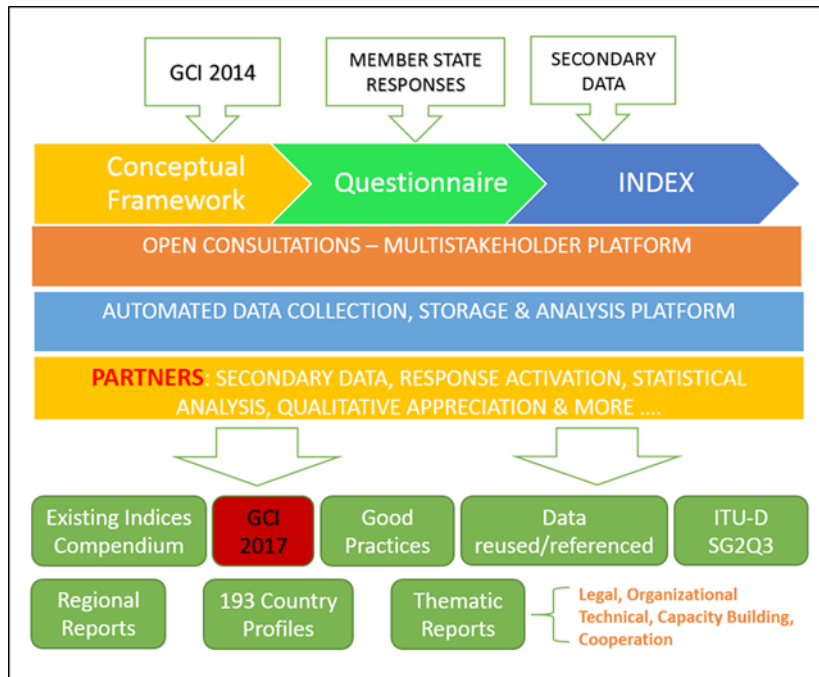 GCI 2014
MEMBER STATE
RESPONSES
SECONDARY
DATA
Conceptual
Framework
Questionnaire
INDEX
OPEN CONSULTATIONS – MULTISTAKEHOLDER PLATFORM
AUTOMATED DATA COLLECTION, STORAGE & ANALYSIS PLATFORM
PARTNERS: SECONDARY DATA, RESPONSE ACTIVATION, STATISTICAL
ANALYSIS, QUALITATIVE APPRECIATION & MORE ....
Existing Indices
Compendium
GCI
2017
Good
Practices
Data
reused/referenced
ITU-D
SG2Q3
Regional
Reports
193 Country
Profiles
Thematic
Reports
Legal, Organizational
Technical, Capacity Building,
Cooperation